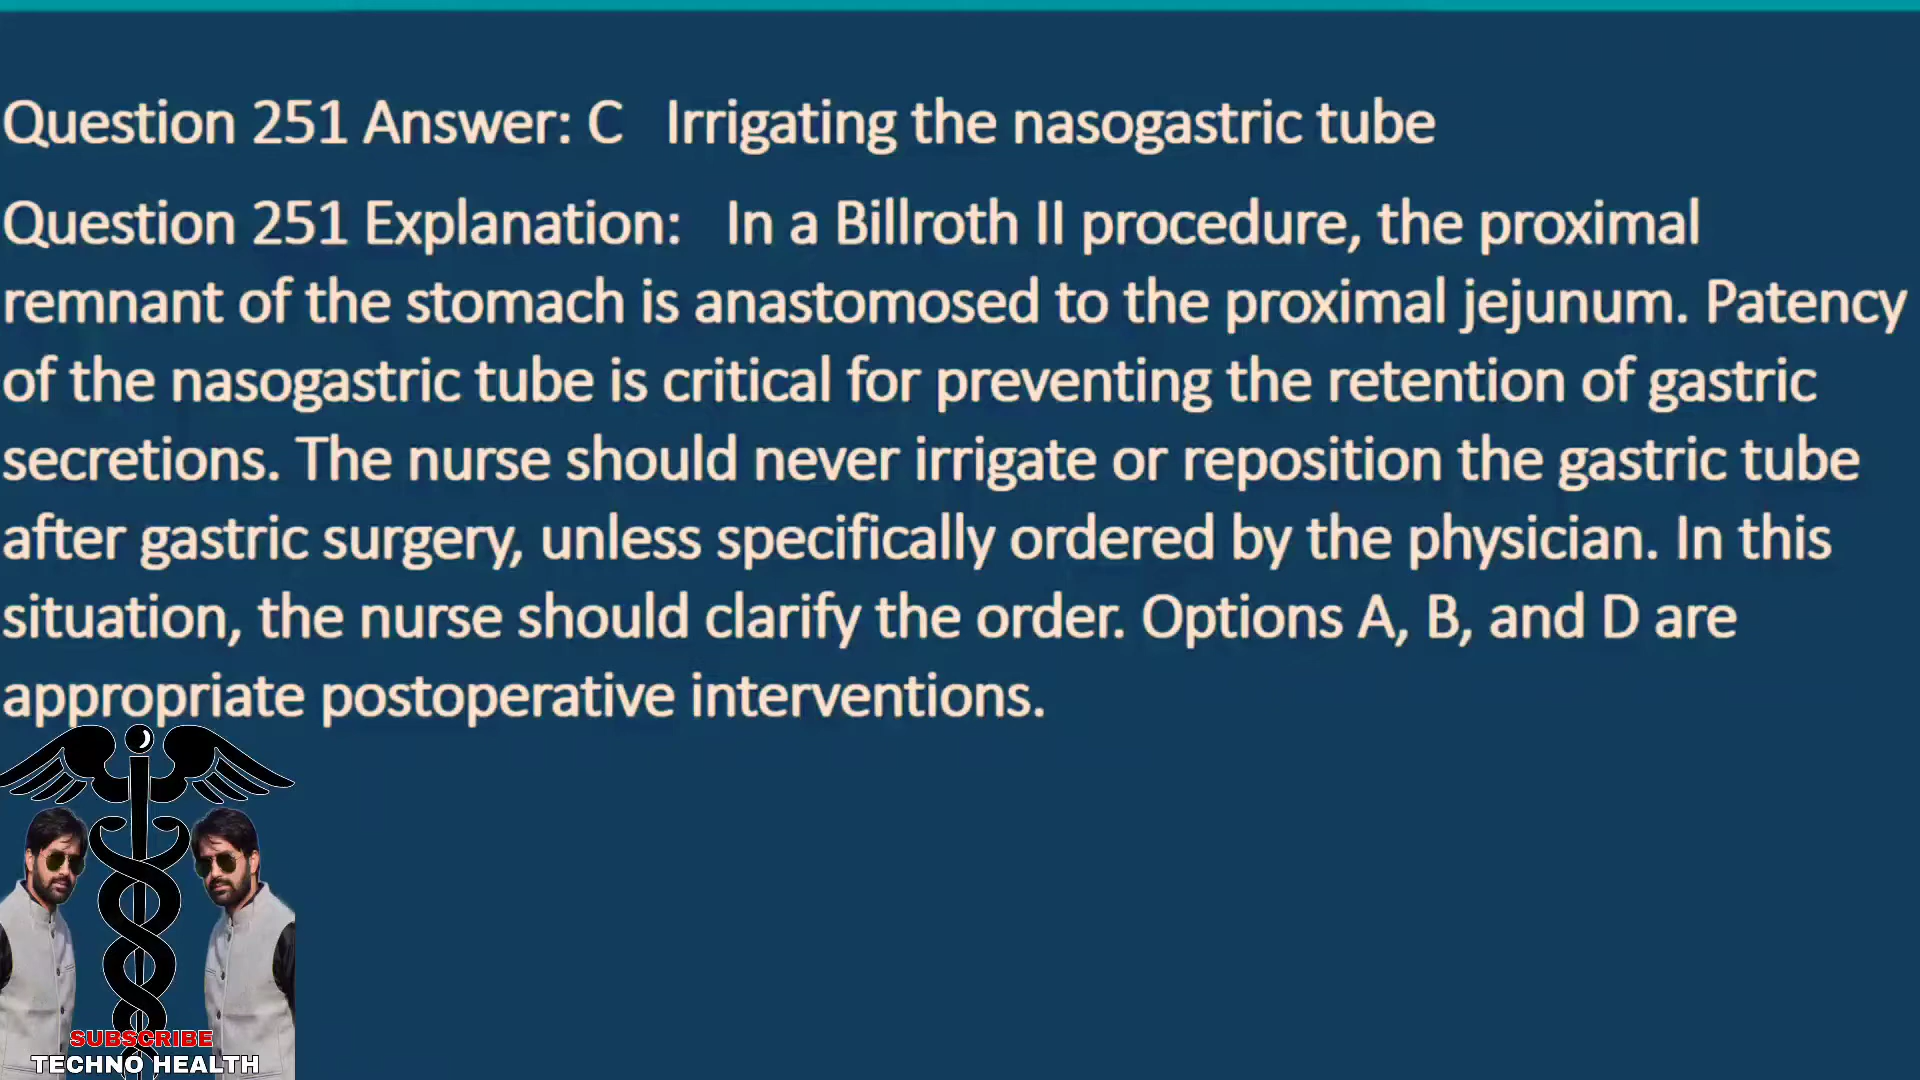 Question 251 Answer: C   Irrigating the nasogastric tube
Question 251 Explanation:   In a Billroth II procedure, the proximal
remnant of the stomach is anastomosed to the proximal jejunum. Patency
of the nasogastric tube is critical for preventing the retention of gastric
secretions. The nurse should never irrigate or reposition the gastric tube
after gastric surgery, unless specifically ordered by the physician. In this
situation, the nurse should clarify the order. Options A, B, and D are
appropriate postoperative interventions.
SUBSCRIBE
TECHNO HEALTH